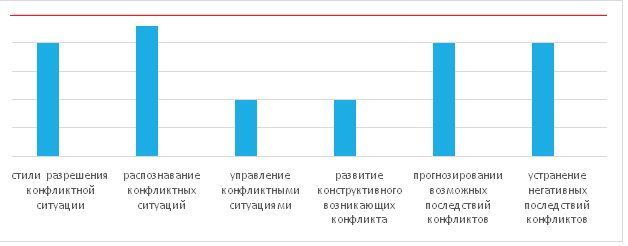 стили разрешения
конфликтной
ситуации
распознавание
конфликтных
ситуаций
управление
конфликтными
ситуациями
развитие
конструктивного
возникающих
конфликта
прогнозировании
возможных
последствий
конфликтов
устранение
негативных
последствий
конфликтов